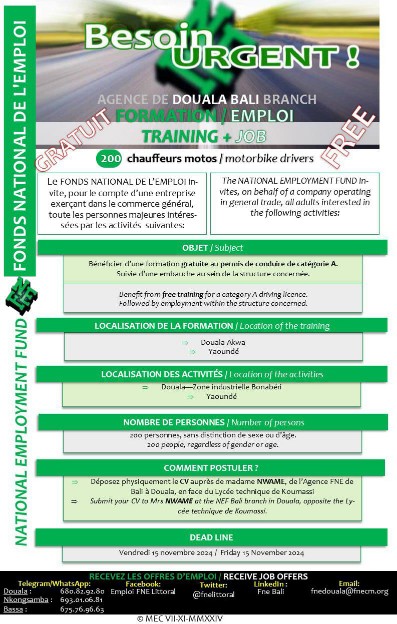 Besoin
URGENT !
AGENCE DE DOUALA BALI BRANCH
FORMATION / EMPLOI
TRAINING + JOB
GRATUIT
FREE
FONDS NATIONAL DE L'EMPLOI
NATIONAL EMPLOYMENT FUND
200 chauffeurs motos / motorbike drivers
Le FONDS NATIONAL DE L'EMPLOI in-
vite, pour le compte d'une entreprise
exerçant dans le commerce général,
toute les personnes majeures intéres-
sées par les activités suivantes:
The NATIONAL EMPLOYMENT FUND in-
vites, on behalf of a company operating
in general trade, all adults interested in
the following activities:
OBJET / Subject
Bénéficier d'une formation gratuite au permis de conduire de catégorie A.
Suivie d'une embauche au sein de la structure concernée.
Benefit from free training for a category A driving licence.
Followed by employment within the structure concerned.
LOCALISATION DE LA FORMATION / Location of the training
⇒ Douala Akwa
⇒ Yaoundé
LOCALISATION DES ACTIVITÉS / Location of the activities
⇒ Douala—Zone industrielle Bonabéri
⇒ Yaoundé
NOMBRE DE PERSONNES / Number of persons
200 personnes, sans distinction de sexe ou d'âge.
200 people, regardless of gender or age.
COMMENT POSTULER ?
⇒ Déposez physiquement le CV auprès de madame NWAME, de l'Agence FNE de
Bali à Douala, en face du Lycée technique de Koumassi
⇒ Submit your CV to Mrs NWAME at the NEF Bali branch in Douala, opposite the Ly-
cée technique de Koumassi.
DEAD LINE
Vendredi 15 novembre 2024 / Friday 15 November 2024
RECEVEZ LES OFFRES D'EMPLOI / RECEIVE JOB OFFERS
Telegram/WhatsApp:
Douala : 680.82.92.80
Nkongsamba : 693.01.06.81
Bassa : 675.76.96.63
Facebook:
Emploi FNE Littoral
Twitter:
@fnelittoral
LinkedIn :
Fne Bali
Email:
fnedouala@fnecm.org
© MEC VII-XI-MMXXIV